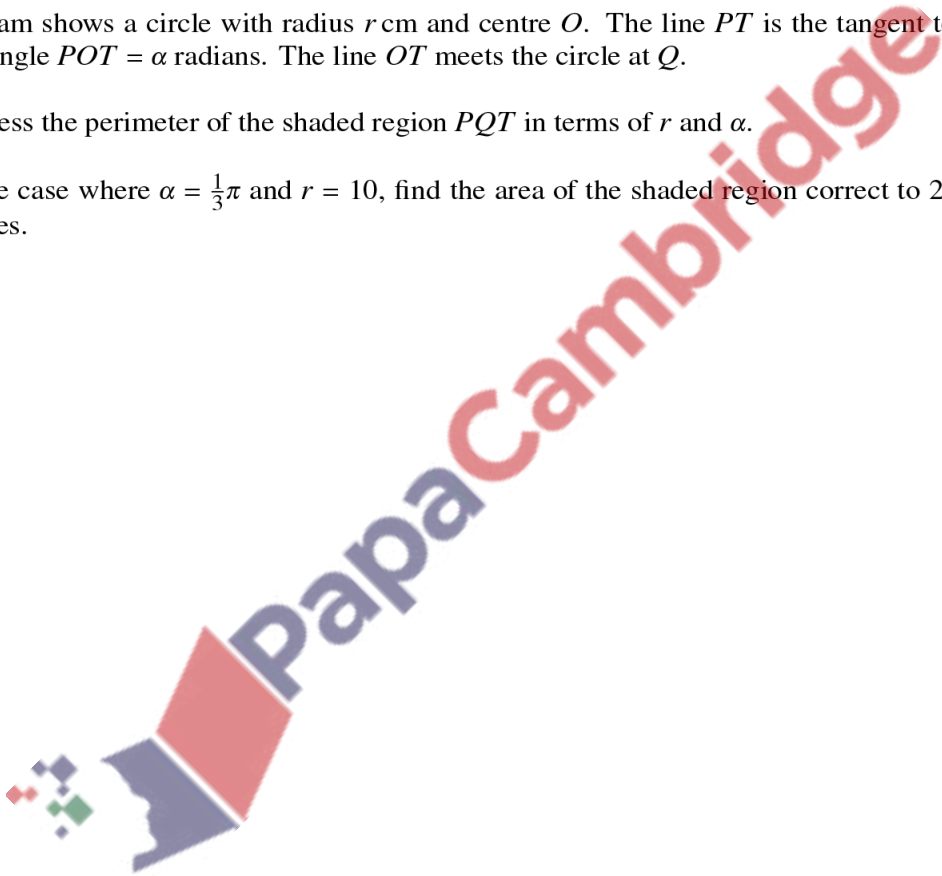 am shows a circle with radius r cm and centre O. The line PT is the tangent t
ngle POT = α radians. The line OT meets the circle at Q.
ess the perimeter of the shaded region PQT in terms of r and α.
e case where α = 1/3 π and r = 10, find the area of the shaded region correct to 2
es.
PapaCambridge